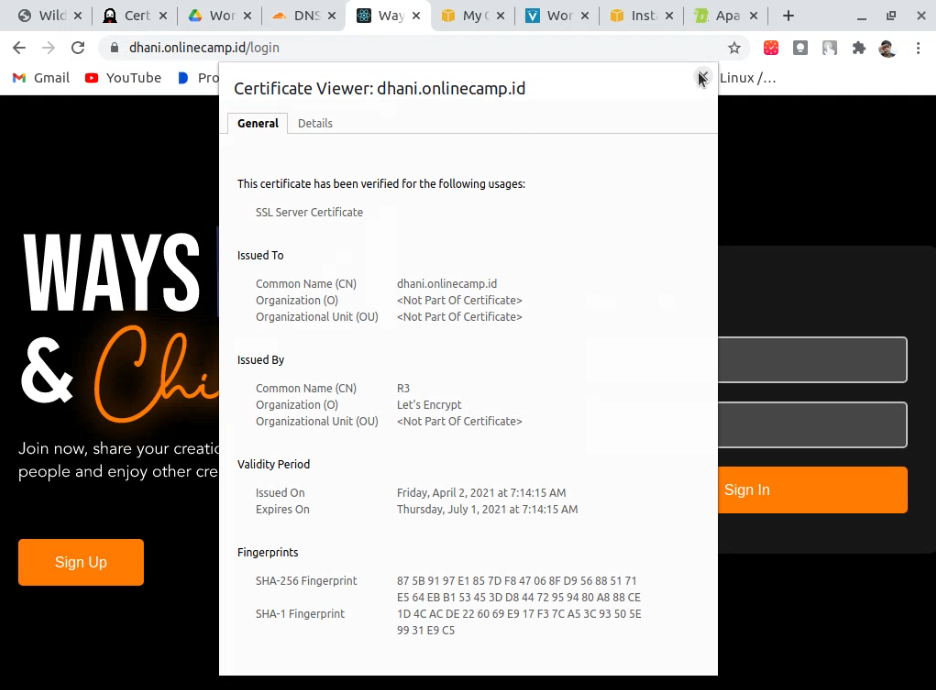 Wild
Cert
Wor
DNS
Way
My C
Wor
Inst
Apa
dhani.onlinecamp.id/login
Gmail
YouTube
Pro
Linux /...
Certificate Viewer: dhani.onlinecamp.id
General
Details
This certificate has been verified for the following usages:
SSL Server Certificate
Issued To
Common Name (CN) dhani.onlinecamp.id
Organization (O) <Not Part Of Certificate>
Organizational Unit (OU) <Not Part Of Certificate>
Issued By
Common Name (CN) R3
Organization (O) Let's Encrypt
Organizational Unit (OU) <Not Part Of Certificate>
Validity Period
Issued On Friday, April 2, 2021 at 7:14:15 AM
Expires On Thursday, July 1, 2021 at 7:14:15 AM
Fingerprints
SHA-256 Fingerprint 87 5B 91 97 E1 85 7D F8 47 06 8F D9 56 88 51 71
E5 64 EB B1 53 45 3D D8 44 72 95 94 80 A8 88 CE
SHA-1 Fingerprint 1D 4C AC DE 22 60 69 E9 17 F3 7C A5 3C 93 50 5E
99 31 E9 C5
WAYS
& Chi
Join now, share your creatio
people and enjoy other cre
Sign Up
Sign In